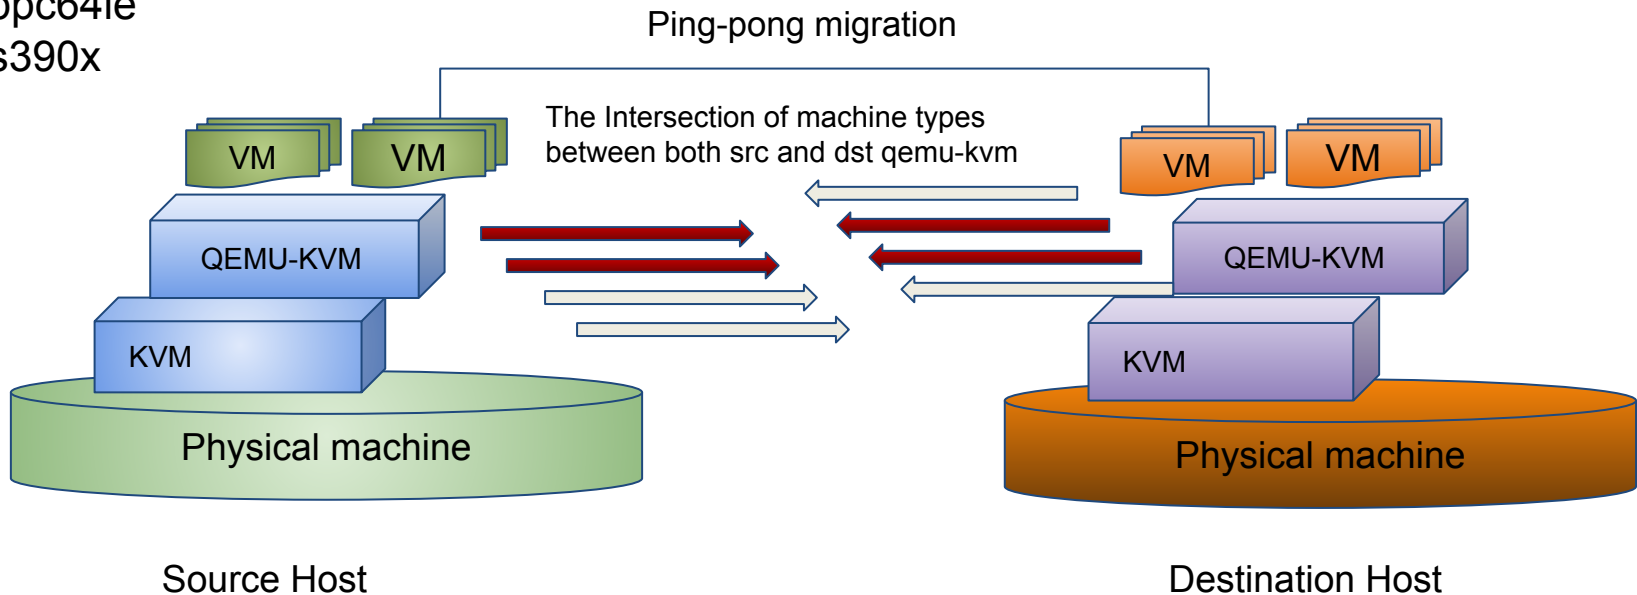 ppc64le
s390x
Ping-pong migration
The Intersection of machine types
between both src and dst qemu-kvm
VM
VM
VM
VM
QEMU-KVM
QEMU-KVM
KVM
KVM
Physical machine
Physical machine
Source Host
Destination Host